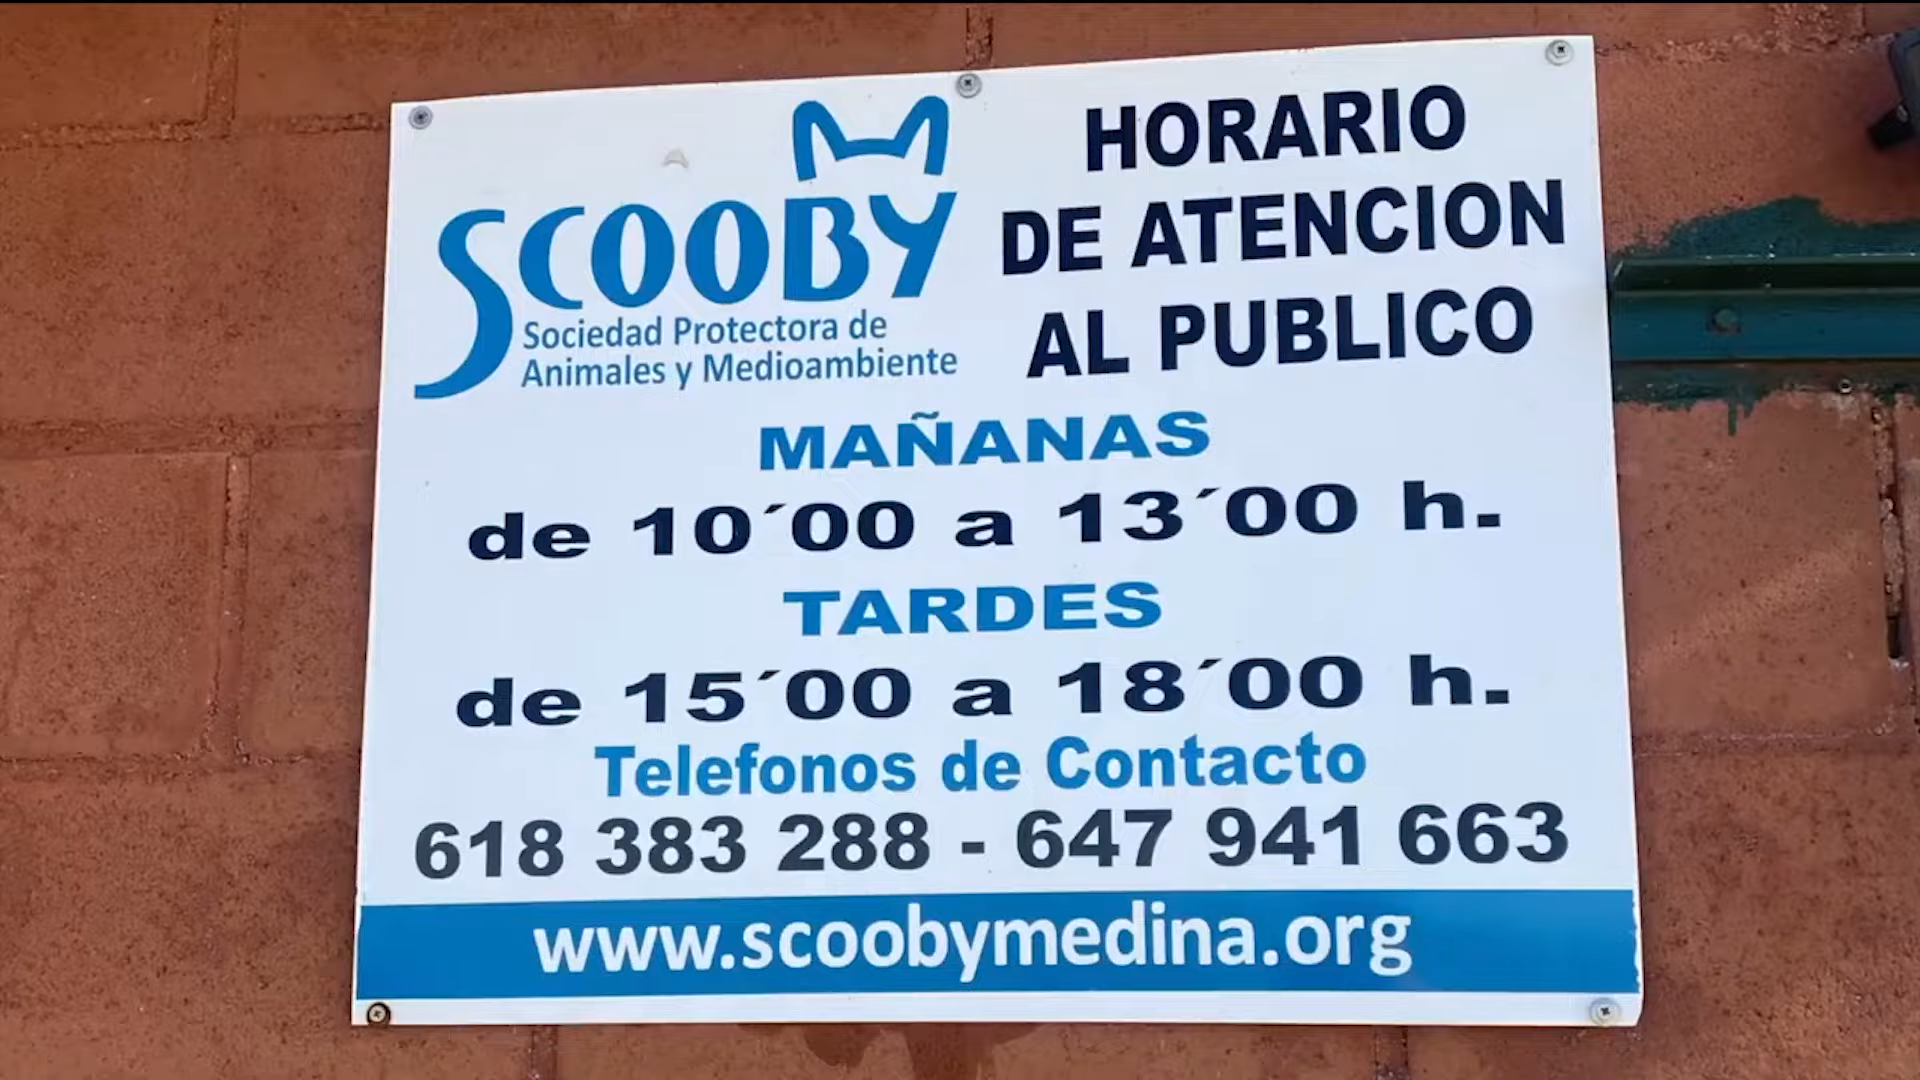 SCOOBY
Sociedad Protectora de
Animales y Medioambiente
HORARIO
DE ATENCION
AL PUBLICO
MAÑANAS
de 10´00 a 13´00 h.
TARDES
de 15´00 a 18´00 h.
Telefonos de Contacto
618 383 288 - 647 941 663
www.scoobymedina.org